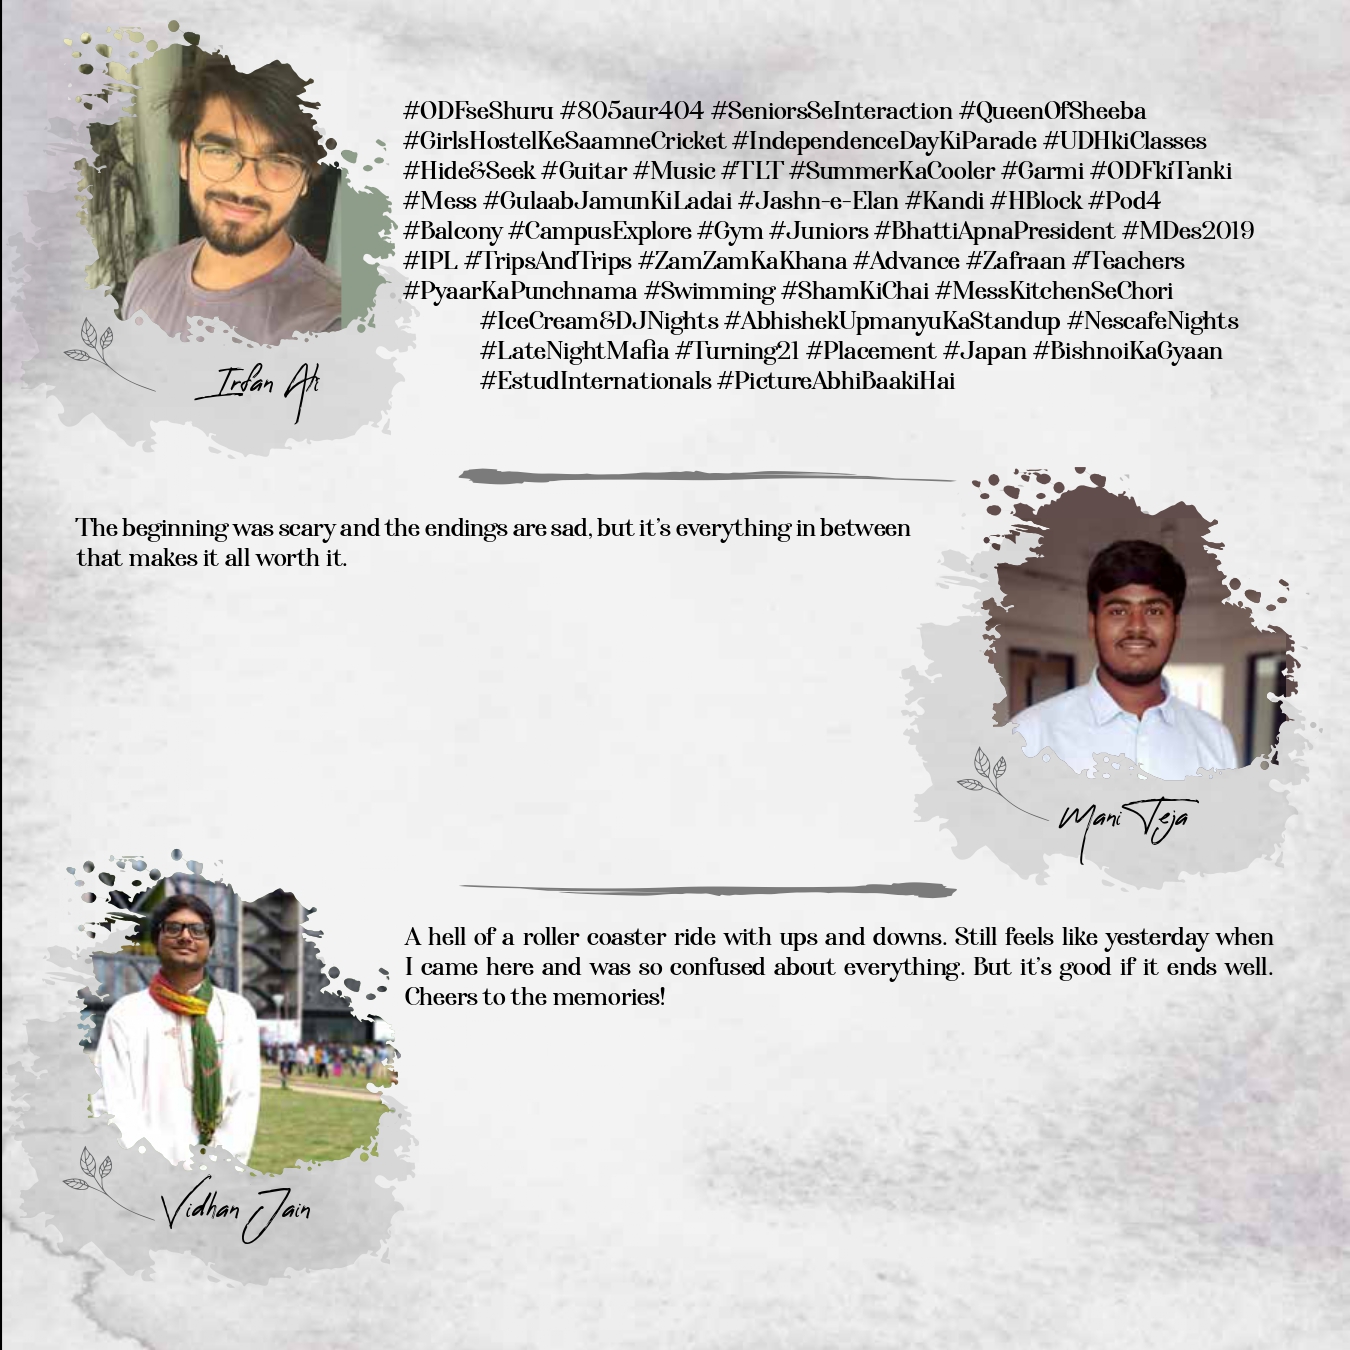 #ODFseShuru #805aur404 #SeniorsSeInteraction #QueenOfSheeba
#GirlsHostelKeSaamneCricket #IndependenceDayKiParade #UDHkiClasses
#Hide&Seek #Guitar #Music #TLT #SummerKaCooler #Garmi #ODFkiTanki
#Mess #GulaabJamunKiLadai #Jashn-e-Elan #Kandi #HBlock #Pod4
#Balcony #CampusExplore #Gym #Juniors #BhattiApnaPresident #MDes2019
#IPL #TripsAndTrips #ZamZamKaKhana #Advance #Zafraan #Teachers
#PyaarKaPunchnama #Swimming #ShamKiChai #MessKitchenSeChori
#IceCream&DJNights #AbhishekUpmanyuKaStandup #NescafeNights
#LateNightMafia #Turning21 #Placement #Japan #BishnoiKaGyaan
#EstudInternationals #PictureAbhiBaakiHai
Irfan Ali
The beginning was scary and the endings are sad, but it's everything in between
that makes it all worth it.
Mani Teja
A hell of a roller coaster ride with ups and downs. Still feels like yesterday when
I came here and was so confused about everything. But it's good if it ends well.
Cheers to the memories!
Vidhan Jain